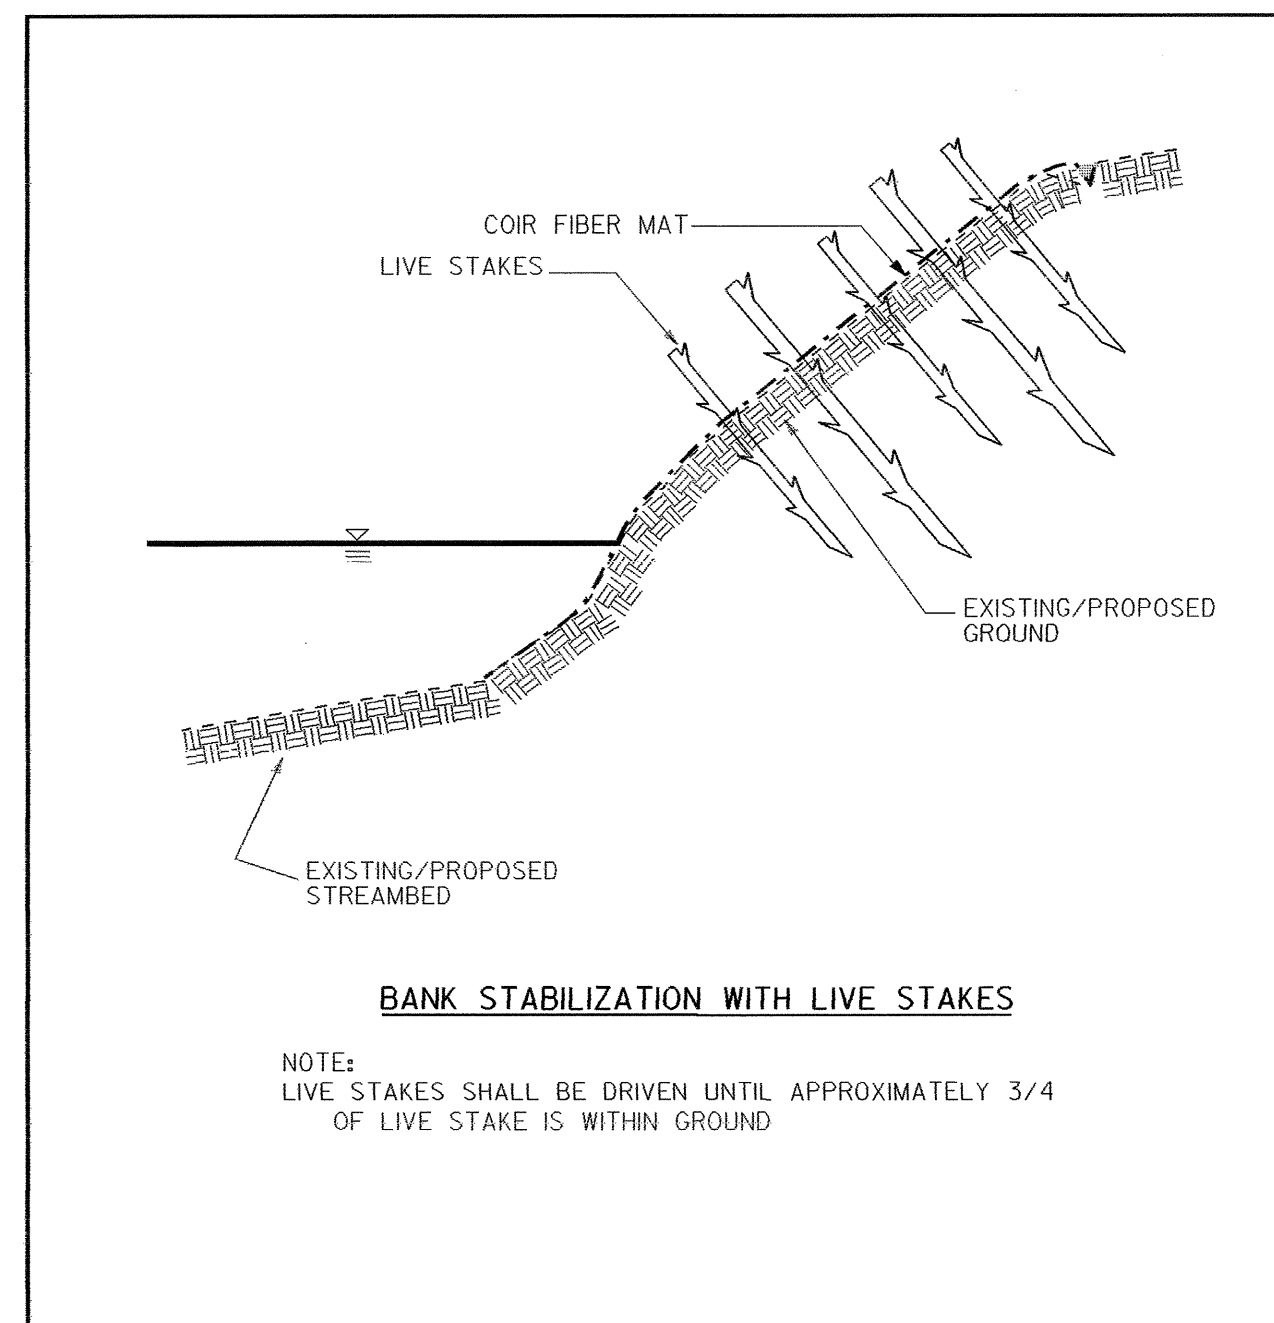 COIR FIBER MAT
LIVE STAKES
EXISTING/PROPOSED
GROUND
EXISTING/PROPOSED
STREAMBED
BANK STABILIZATION WITH LIVE STAKES
NOTE:
LIVE STAKES SHALL BE DRIVEN UNTIL APPROXIMATELY 3/4
OF LIVE STAKE IS WITHIN GROUND